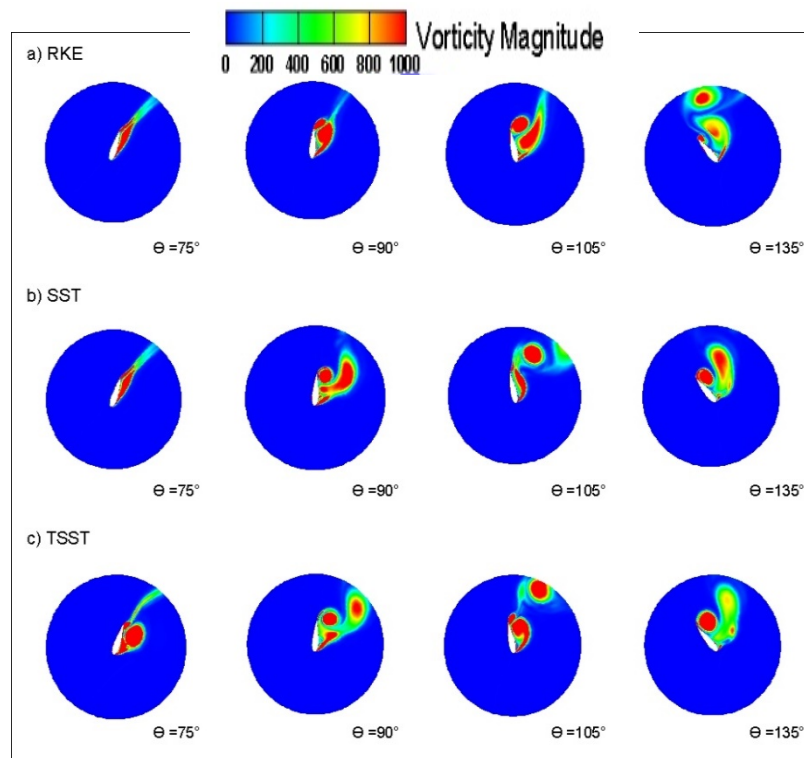 Vorticity Magnitude
0 200 400 600 800 1000
a) RKE
ϴ =75° ϴ =90° ϴ =105° ϴ =135°
b) SST
ϴ =75° ϴ =90° ϴ =105° ϴ =135°
c) TSST
ϴ =75° ϴ =90° ϴ =105° ϴ =135°